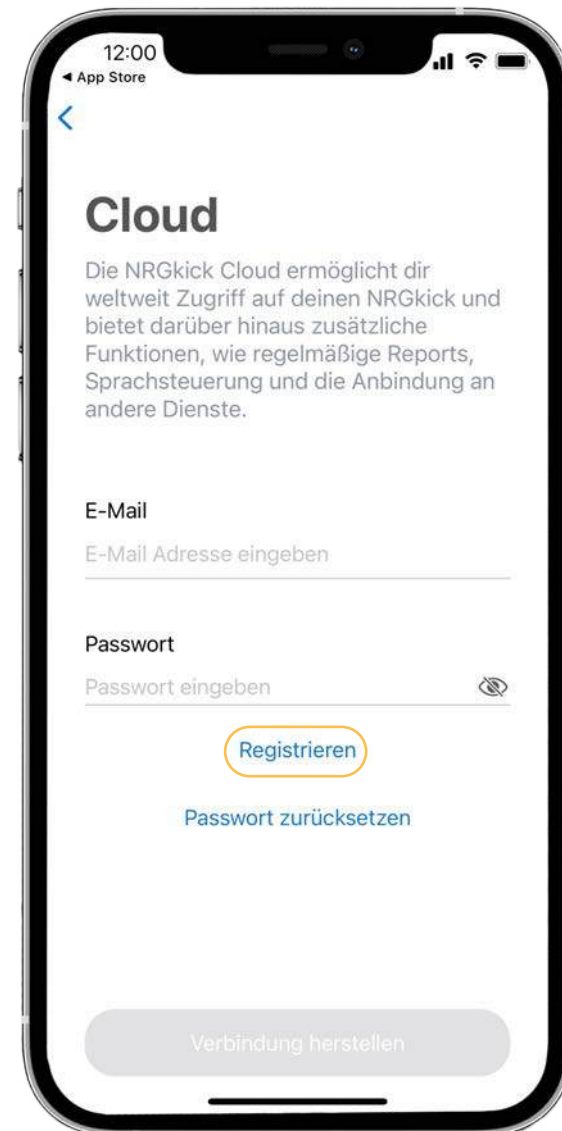 12:00
◀ App Store
Cloud
Die NRGkick Cloud ermöglicht dir
weltweit Zugriff auf deinen NRGkick und
bietet darüber hinaus zusätzliche
Funktionen, wie regelmäßige Reports,
Sprachsteuerung und die Anbindung an
andere Dienste.
E-Mail
E-Mail Adresse eingeben
Passwort
Passwort eingeben
Registrieren
Passwort zurücksetzen
Verbindung herstellen